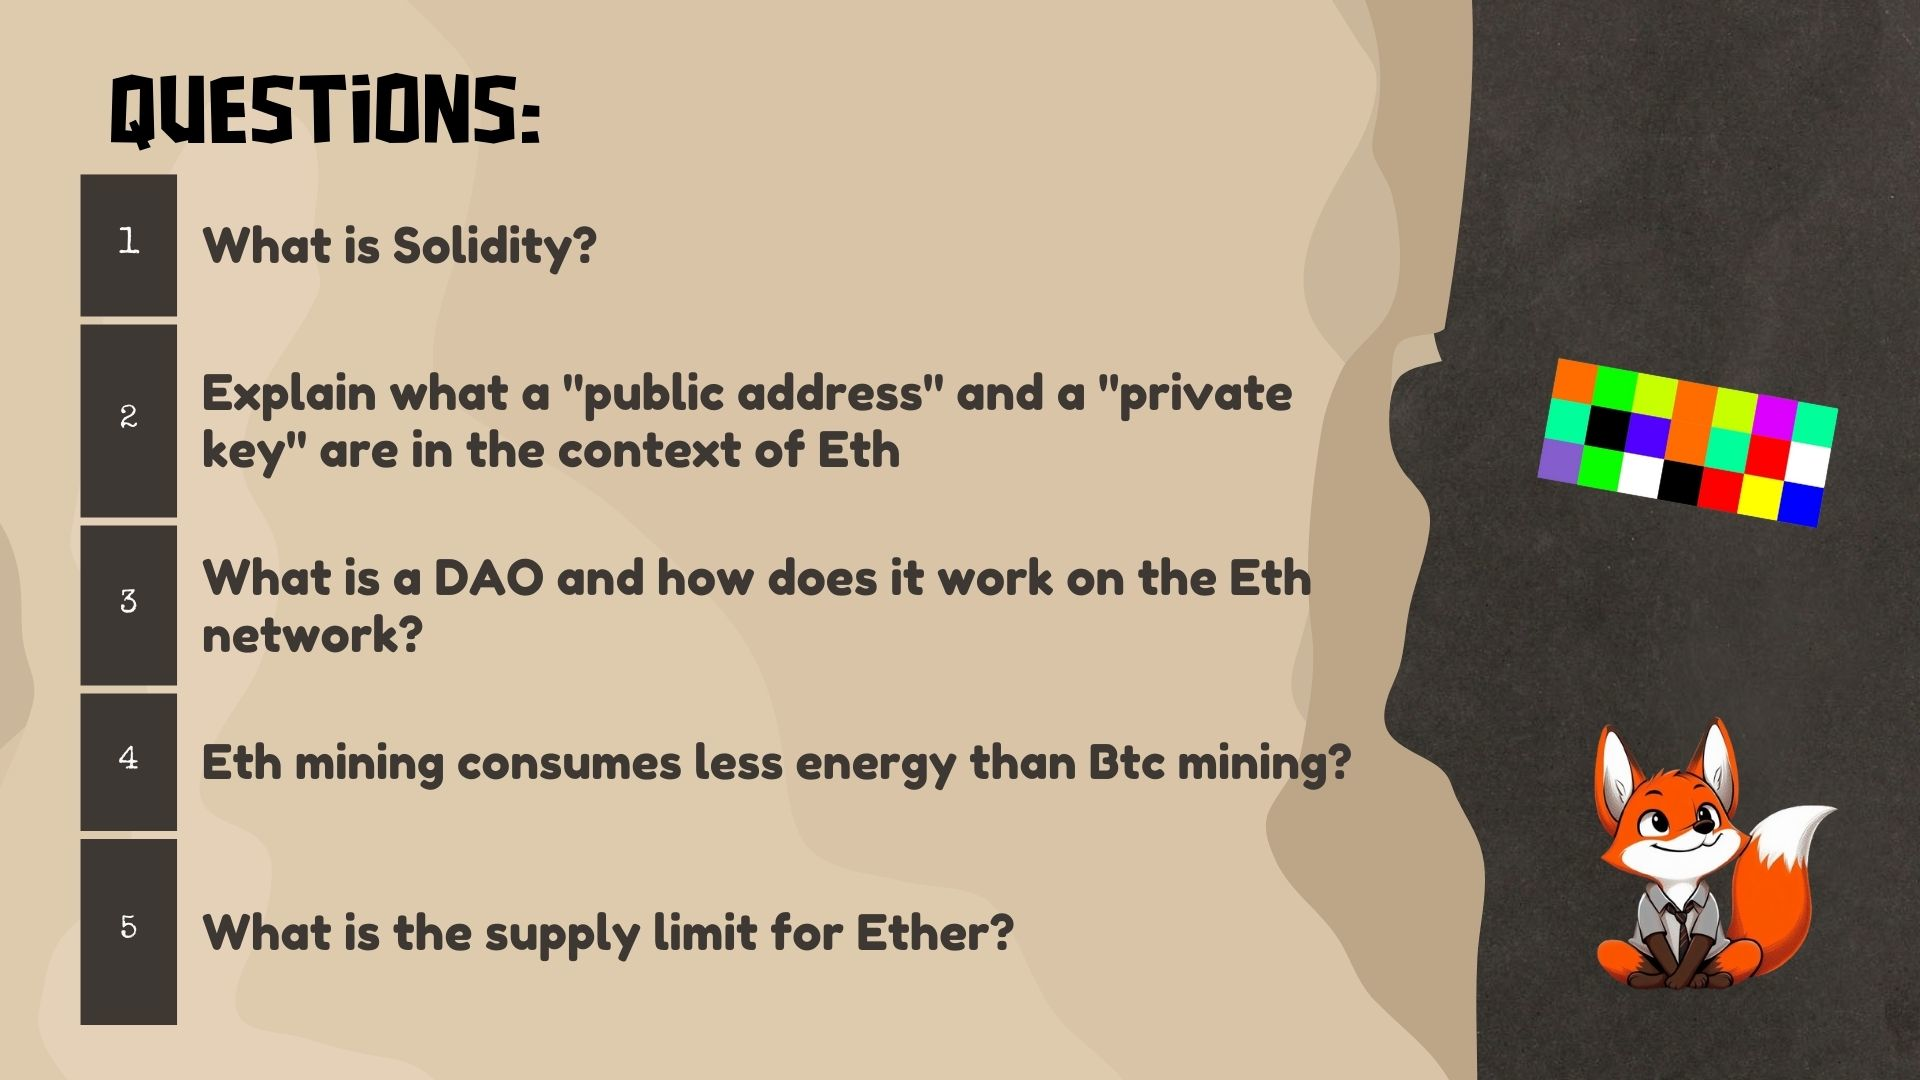 QUESTIONS:
1
What is Solidity?
2
Explain what a "public address" and a "private
key" are in the context of Eth
3
What is a DAO and how does it work on the Eth
network?
4
Eth mining consumes less energy than Btc mining?
5
What is the supply limit for Ether?